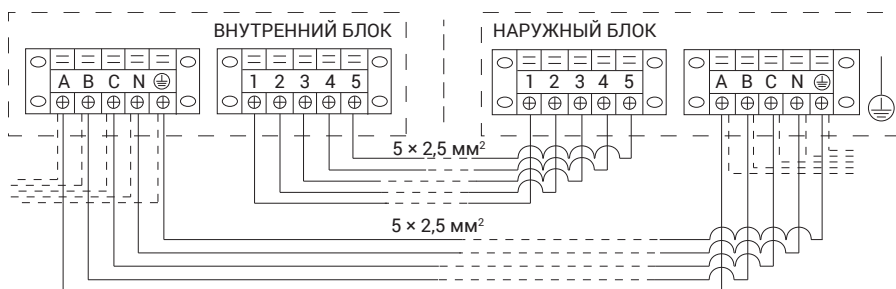 ВНУТРЕННИЙ БЛОК
НАРУЖНЫЙ БЛОК
A B C N
1 2 3 4 5
1 2 3 4 5
A B C N
5 × 2,5 мм²
5 × 2,5 мм²